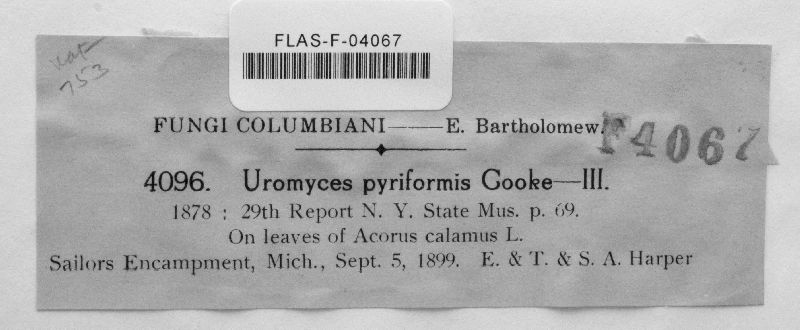 FLAS-F-04067
753
FUNGI COLUMBIANI——E. Bartholomew.
F4067
4096. Uromyces pyriformis Cooke—III.
1878 : 29th Report N. Y. State Mus. p. 69.
On leaves of Acorus calamus L.
Sailors Encampment, Mich., Sept. 5, 1899. E. & T. & S. A. Harper